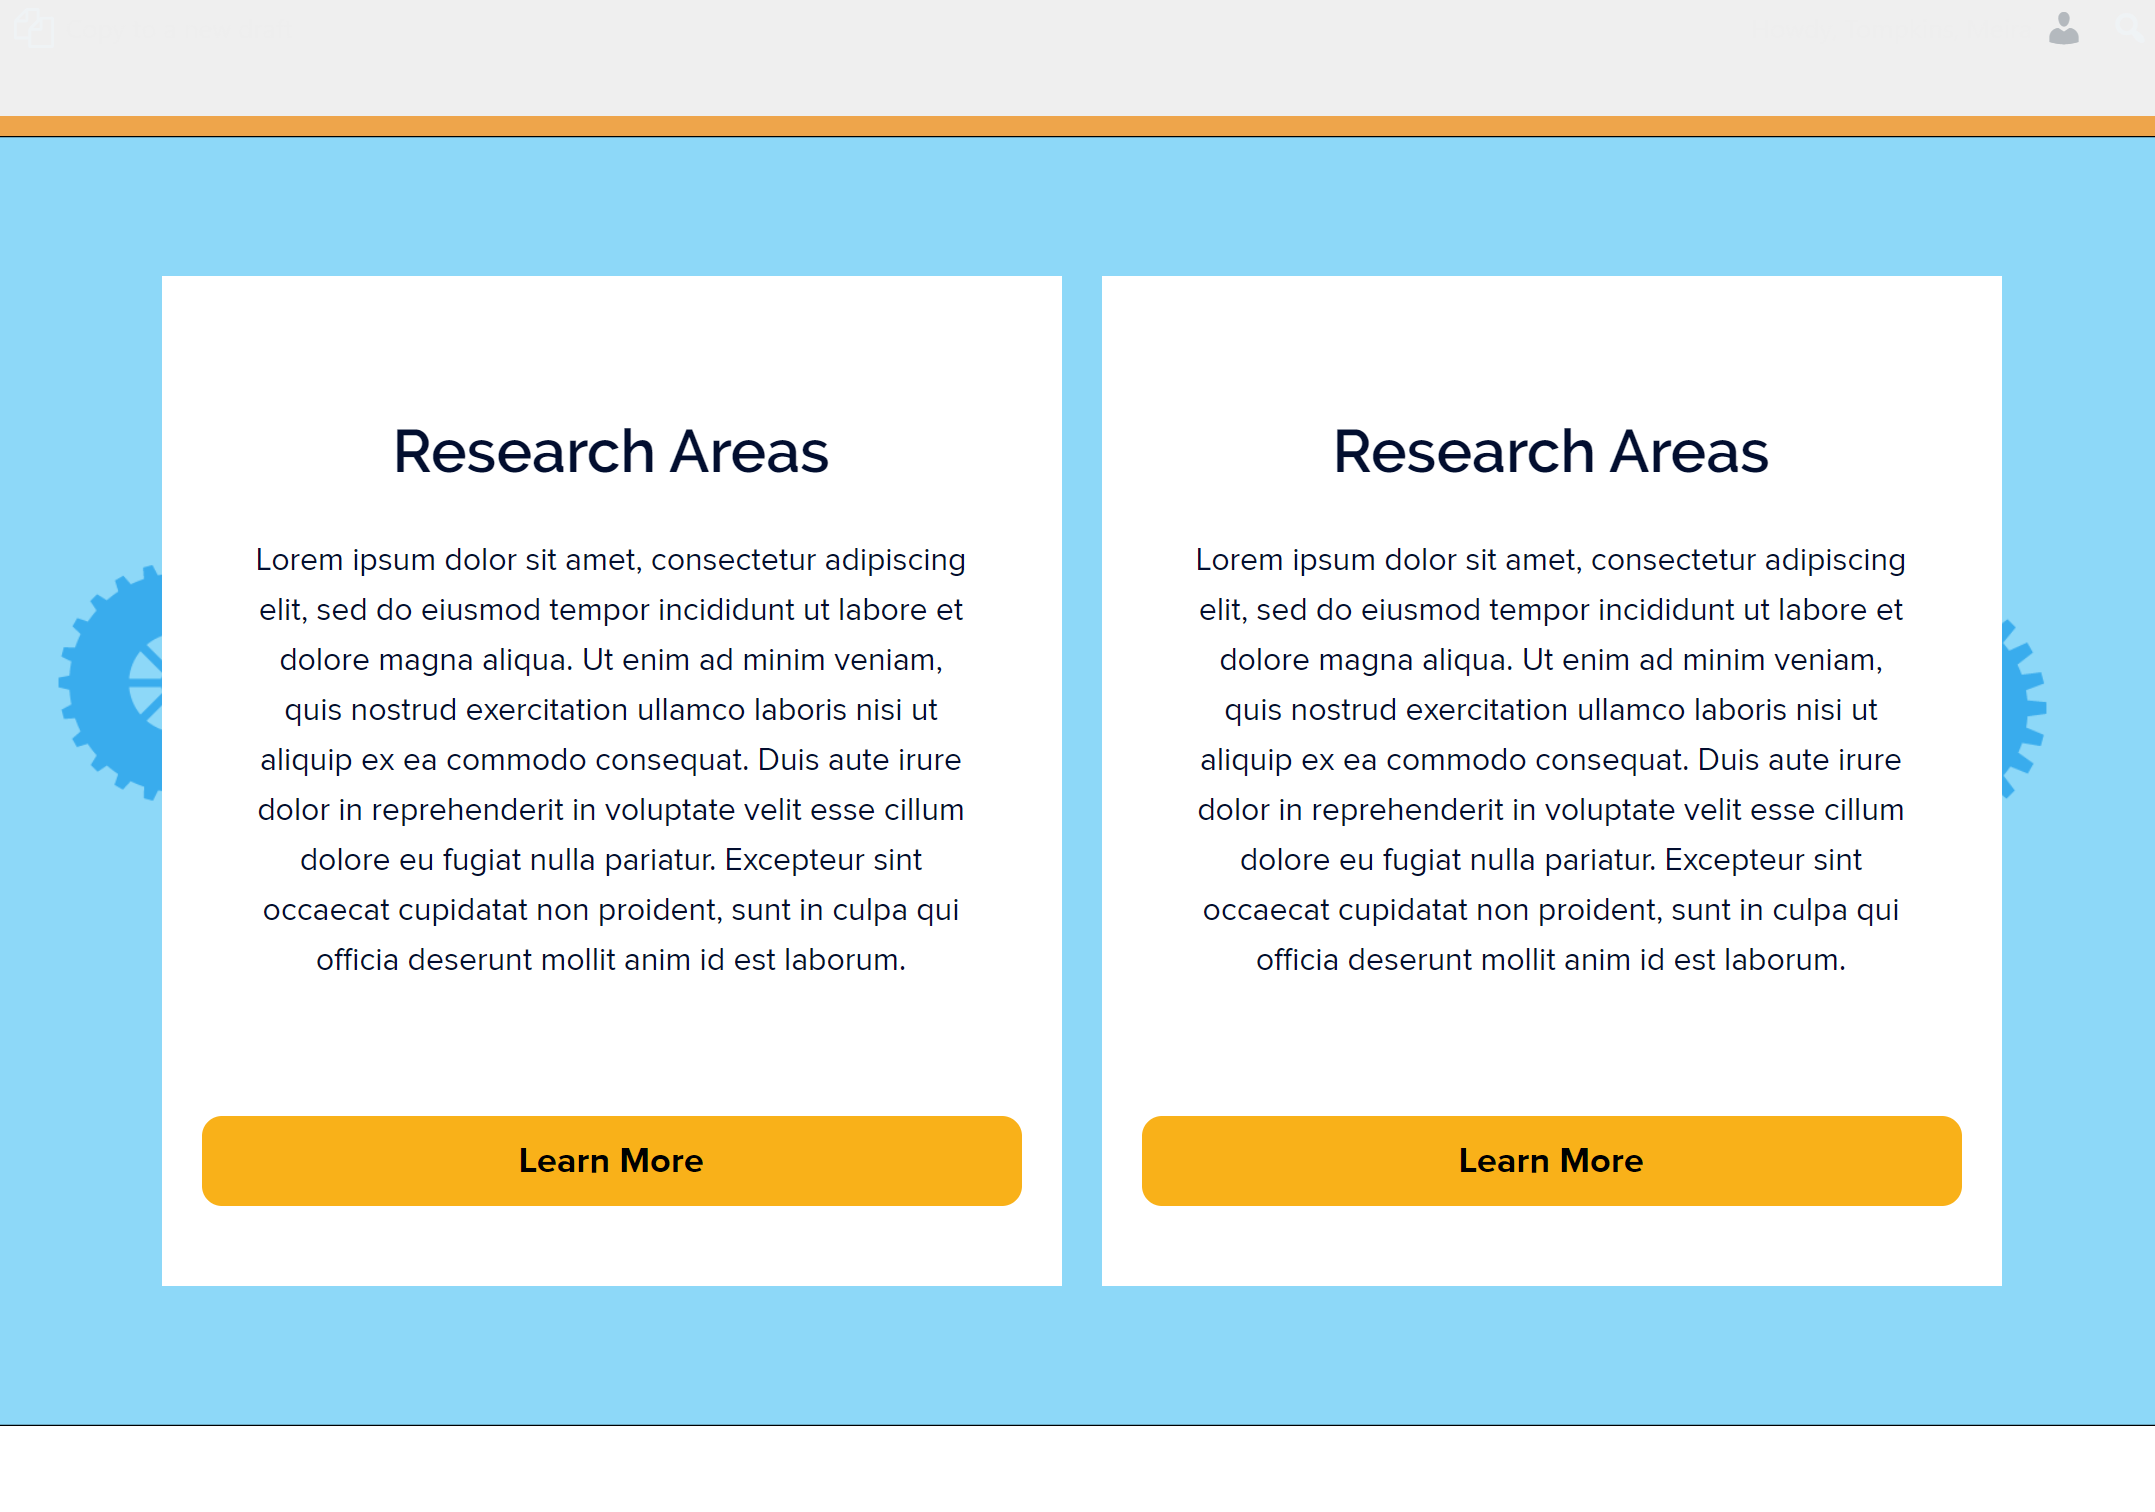 Research Areas
Lorem ipsum dolor sit amet, consectetur adipiscing
elit, sed do eiusmod tempor incididunt ut labore et
dolore magna aliqua. Ut enim ad minim veniam,
quis nostrud exercitation ullamco laboris nisi ut
aliquip ex ea commodo consequat. Duis aute irure
dolor in reprehenderit in voluptate velit esse cillum
dolore eu fugiat nulla pariatur. Excepteur sint
occaecat cupidatat non proident, sunt in culpa qui
officia deserunt mollit anim id est laborum.
Learn More
Research Areas
Lorem ipsum dolor sit amet, consectetur adipiscing
elit, sed do eiusmod tempor incididunt ut labore et
dolore magna aliqua. Ut enim ad minim veniam,
quis nostrud exercitation ullamco laboris nisi ut
aliquip ex ea commodo consequat. Duis aute irure
dolor in reprehenderit in voluptate velit esse cillum
dolore eu fugiat nulla pariatur. Excepteur sint
occaecat cupidatat non proident, sunt in culpa qui
officia deserunt mollit anim id est laborum.
Learn More